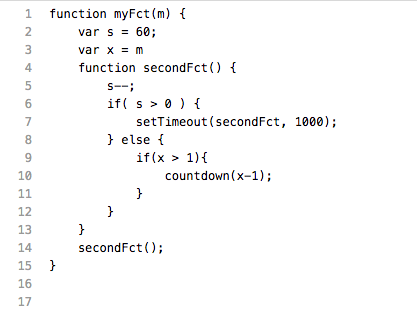 1 function myFct(m) {
2     var s = 60;
3     var x = m
4     function secondFct() {
5         s--;
6         if( s > 0 ) {
7             setTimeout(secondFct, 1000);
8         } else {
9             if(x > 1){
10                 countdown(x-1);
11             }
12         }
13     }
14     secondFct();
15 }
16
17